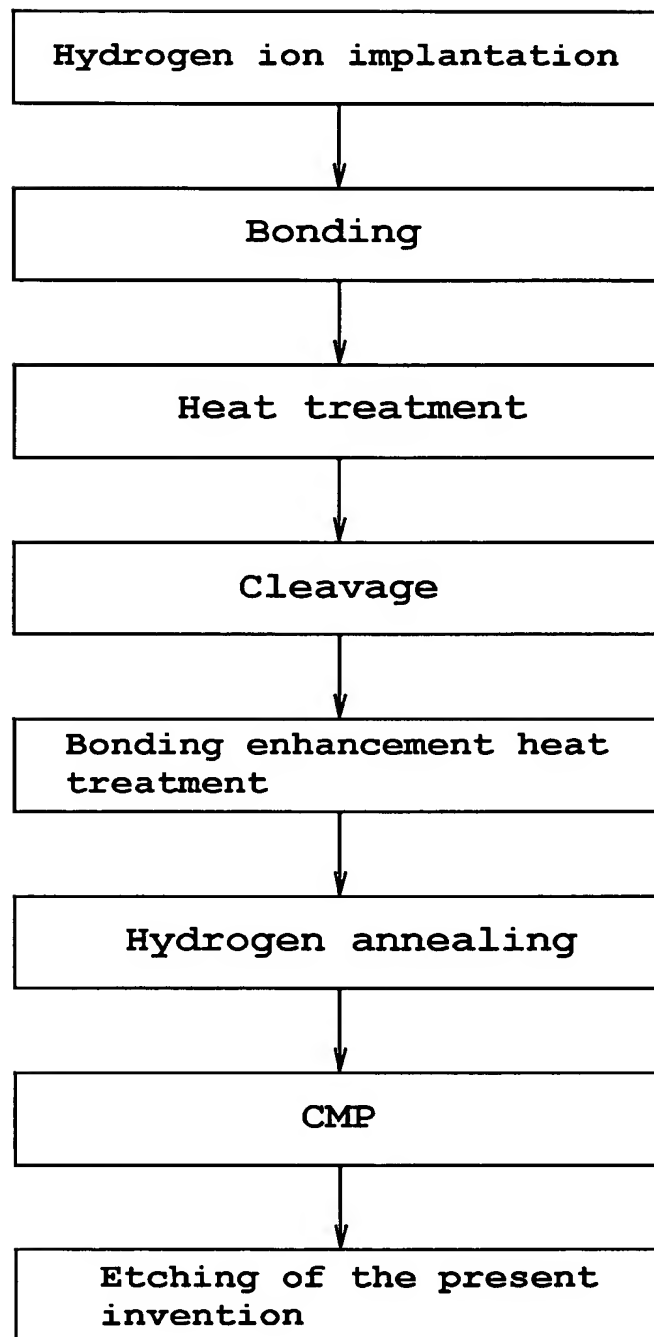 Hydrogen ion implantation
Bonding
Heat treatment
Cleavage
Bonding enhancement heat
treatment
Hydrogen annealing
CMP
Etching of the present
invention